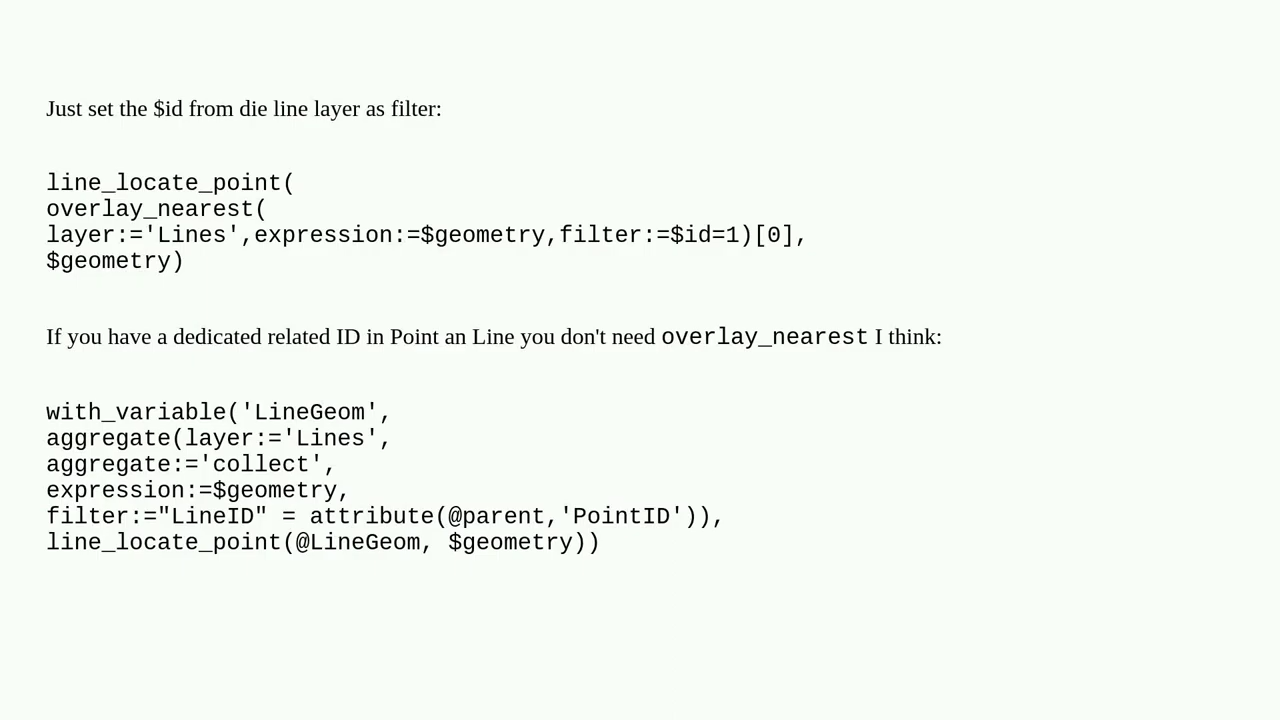 Just set the $id from die line layer as filter:
line_locate_point(
overlay_nearest(
layer:='Lines',expression:=$geometry,filter:=$id=1)[0],
$geometry)
If you have a dedicated related ID in Point an Line you don't need overlay_nearest I think:
with_variable('LineGeom',
aggregate(layer:='Lines',
aggregate:='collect',
expression:=$geometry,
filter:="LineID" = attribute(@parent,'PointID')),
line_locate_point(@LineGeom, $geometry))